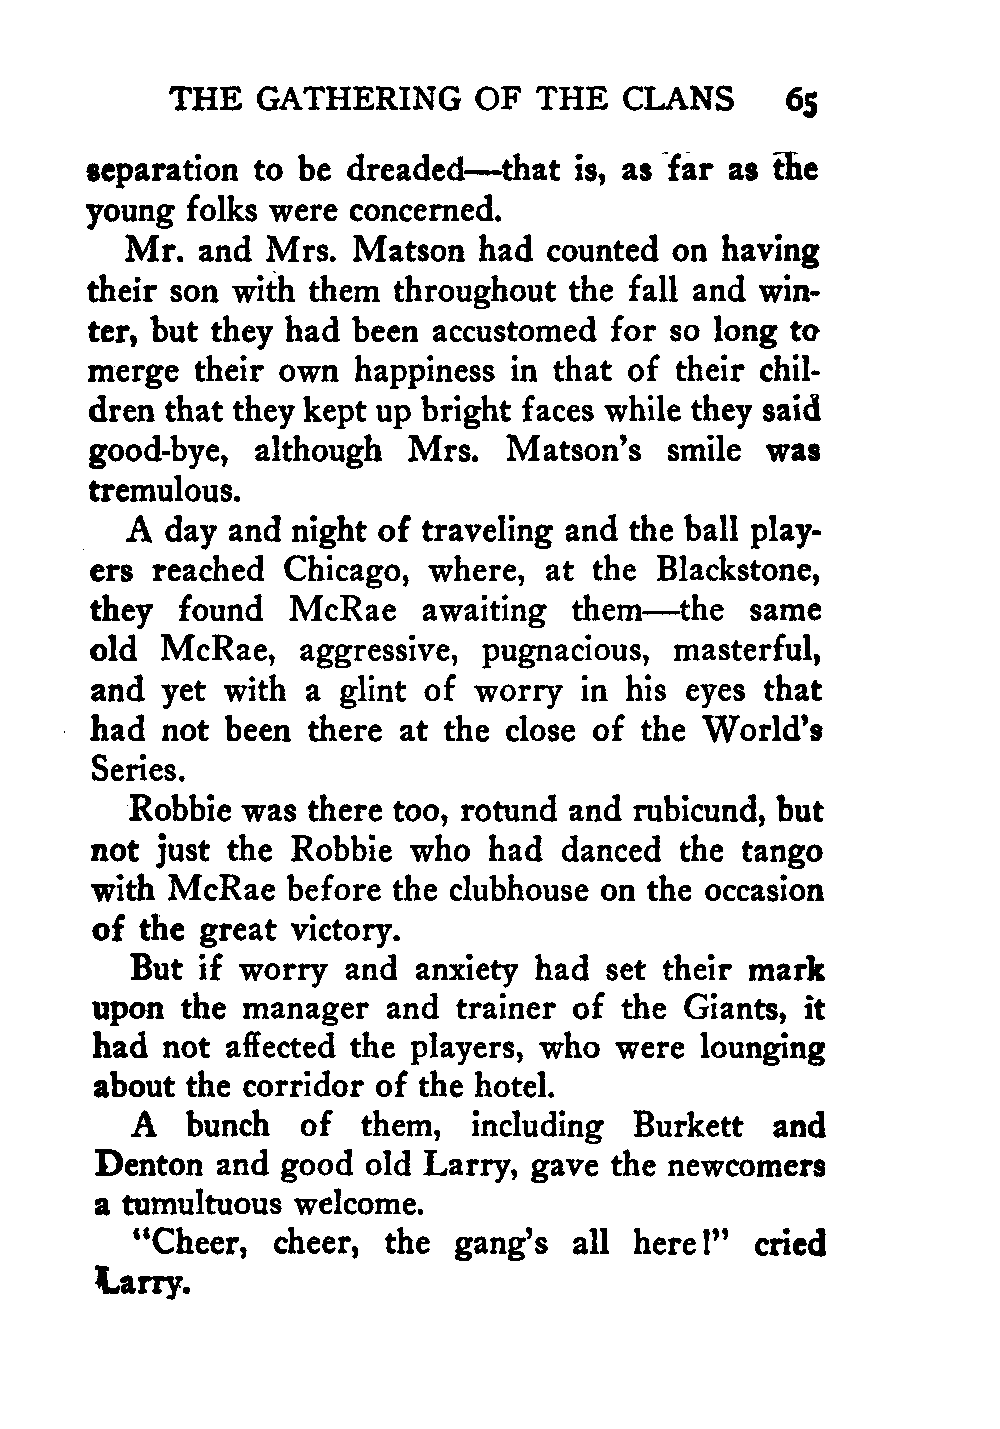 THE GATHERING OF THE CLANS 65
separation to be dreaded—that is, as far as the
young folks were concerned.
Mr. and Mrs. Matson had counted on having
their son with them throughout the fall and win-
ter, but they had been accustomed for so long to
merge their own happiness in that of their chil-
dren that they kept up bright faces while they said
good-bye, although Mrs. Matson's smile was
tremulous.
A day and night of traveling and the ball play-
ers reached Chicago, where, at the Blackstone,
they found McRae awaiting them—the same
old McRae, aggressive, pugnacious, masterful,
and yet with a glint of worry in his eyes that
had not been there at the close of the World's
Series.
Robbie was there too, rotund and rubicund, but
not just the Robbie who had danced the tango
with McRae before the clubhouse on the occasion
of the great victory.
But if worry and anxiety had set their mark
upon the manager and trainer of the Giants, it
had not affected the players, who were lounging
about the corridor of the hotel.
A bunch of them, including Burkett and
Denton and good old Larry, gave the newcomers
a tumultuous welcome.
"Cheer, cheer, the gang's all here!" cried
Larry.